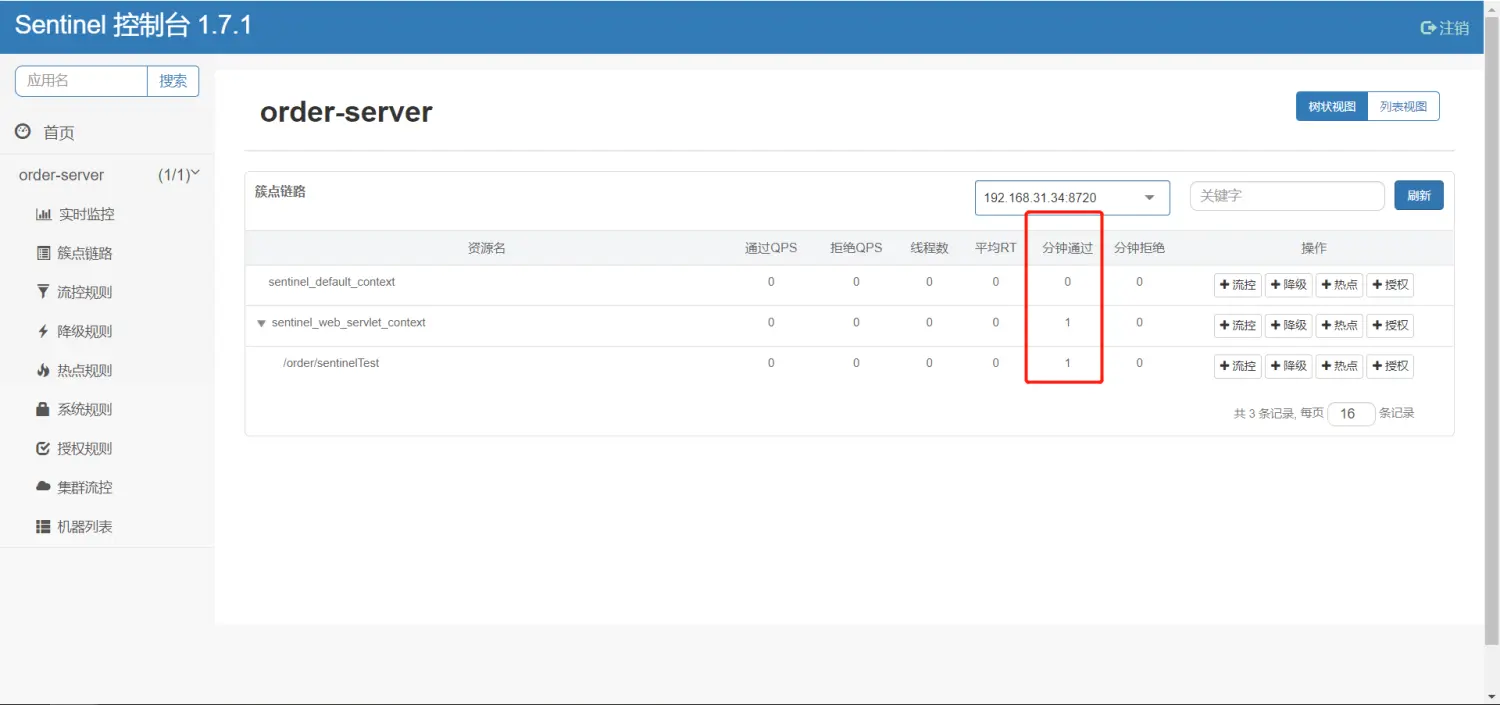 Sentinel 控制台 1.7.1
注销
应用名
搜索
首页
order-server
(1/1)
实时监控
簇点链路
流控规则
降级规则
热点规则
系统规则
授权规则
集群流控
机器列表
order-server
树状视图
列表视图
簇点链路
192.168.31.34:8720
关键字
刷新
资源名 通过QPS 拒绝QPS 线程数 平均RT 分钟通过 分钟拒绝 操作
sentinel_default_context 0 0 0 0 0 0 流控 降级 热点 授权
sentinel_web_servlet_context 0 0 0 0 1 0 流控 降级 热点 授权
/order/sentinelTest 0 0 0 0 1 0 流控 降级 热点 授权
共 3 条记录, 每页 16 条记录